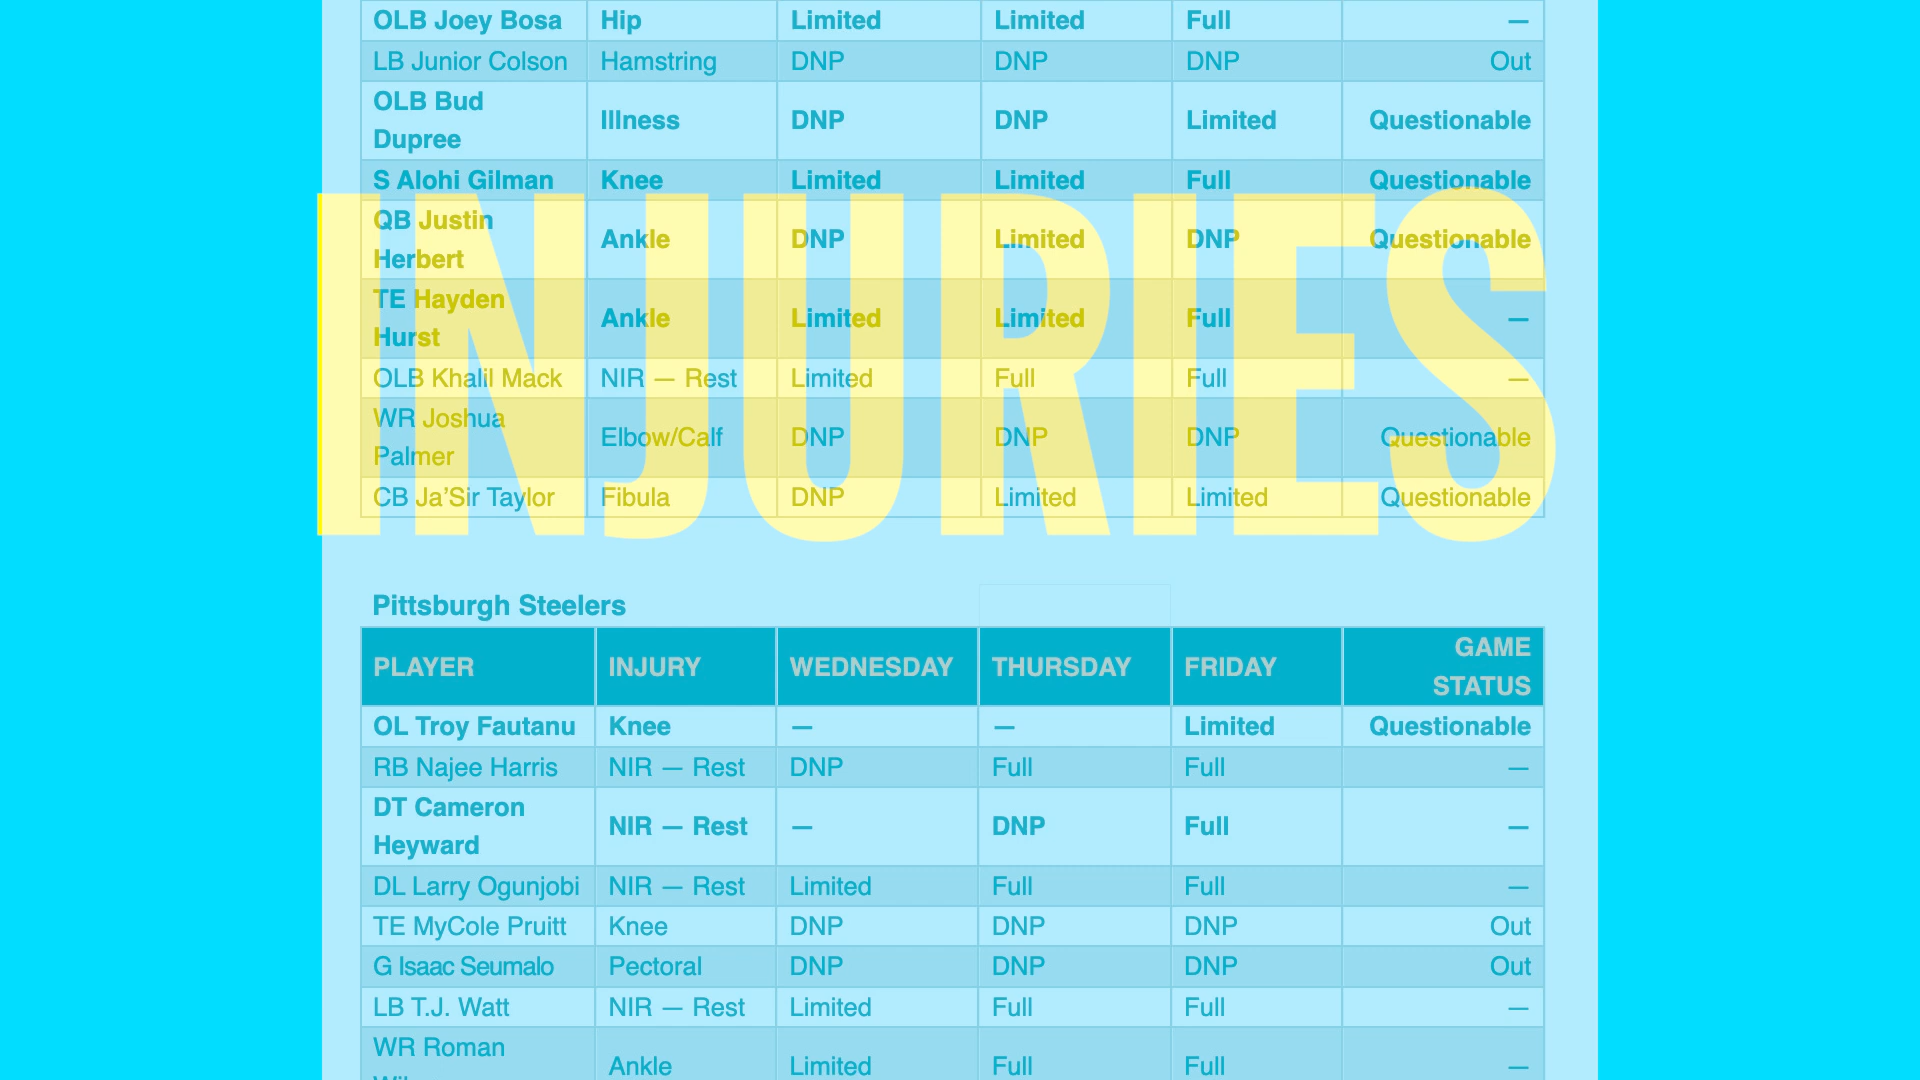 OLB Joey Bosa Hip Limited Limited Full —
LB Junior Colson Hamstring DNP DNP DNP Out
OLB Bud
Dupree Illness DNP DNP Limited Questionable
S Alohi Gilman Knee Limited Limited Full Questionable
QB Justin
Herbert Ankle DNP Limited DNP Questionable
TE Hayden
Hurst Ankle Limited Limited Full —
OLB Khalil Mack NIR — Rest Limited Full Full —
WR Joshua
Palmer Elbow/Calf DNP DNP DNP Questionable
CB Ja’Sir Taylor Fibula DNP Limited Limited Questionable
INJURIES
Pittsburgh Steelers
PLAYER INJURY WEDNESDAY THURSDAY FRIDAY GAME
STATUS
OL Troy Fautanu Knee — — Limited Questionable
RB Najee Harris NIR — Rest DNP Full Full —
DT Cameron
Heyward NIR — Rest — DNP Full —
DL Larry Ogunjobi NIR — Rest Limited Full Full —
TE MyCole Pruitt Knee DNP DNP DNP Out
G Isaac Seumalo Pectoral DNP DNP DNP Out
LB T.J. Watt NIR — Rest Limited Full Full —
WR Roman
Ankle Limited Full Full —